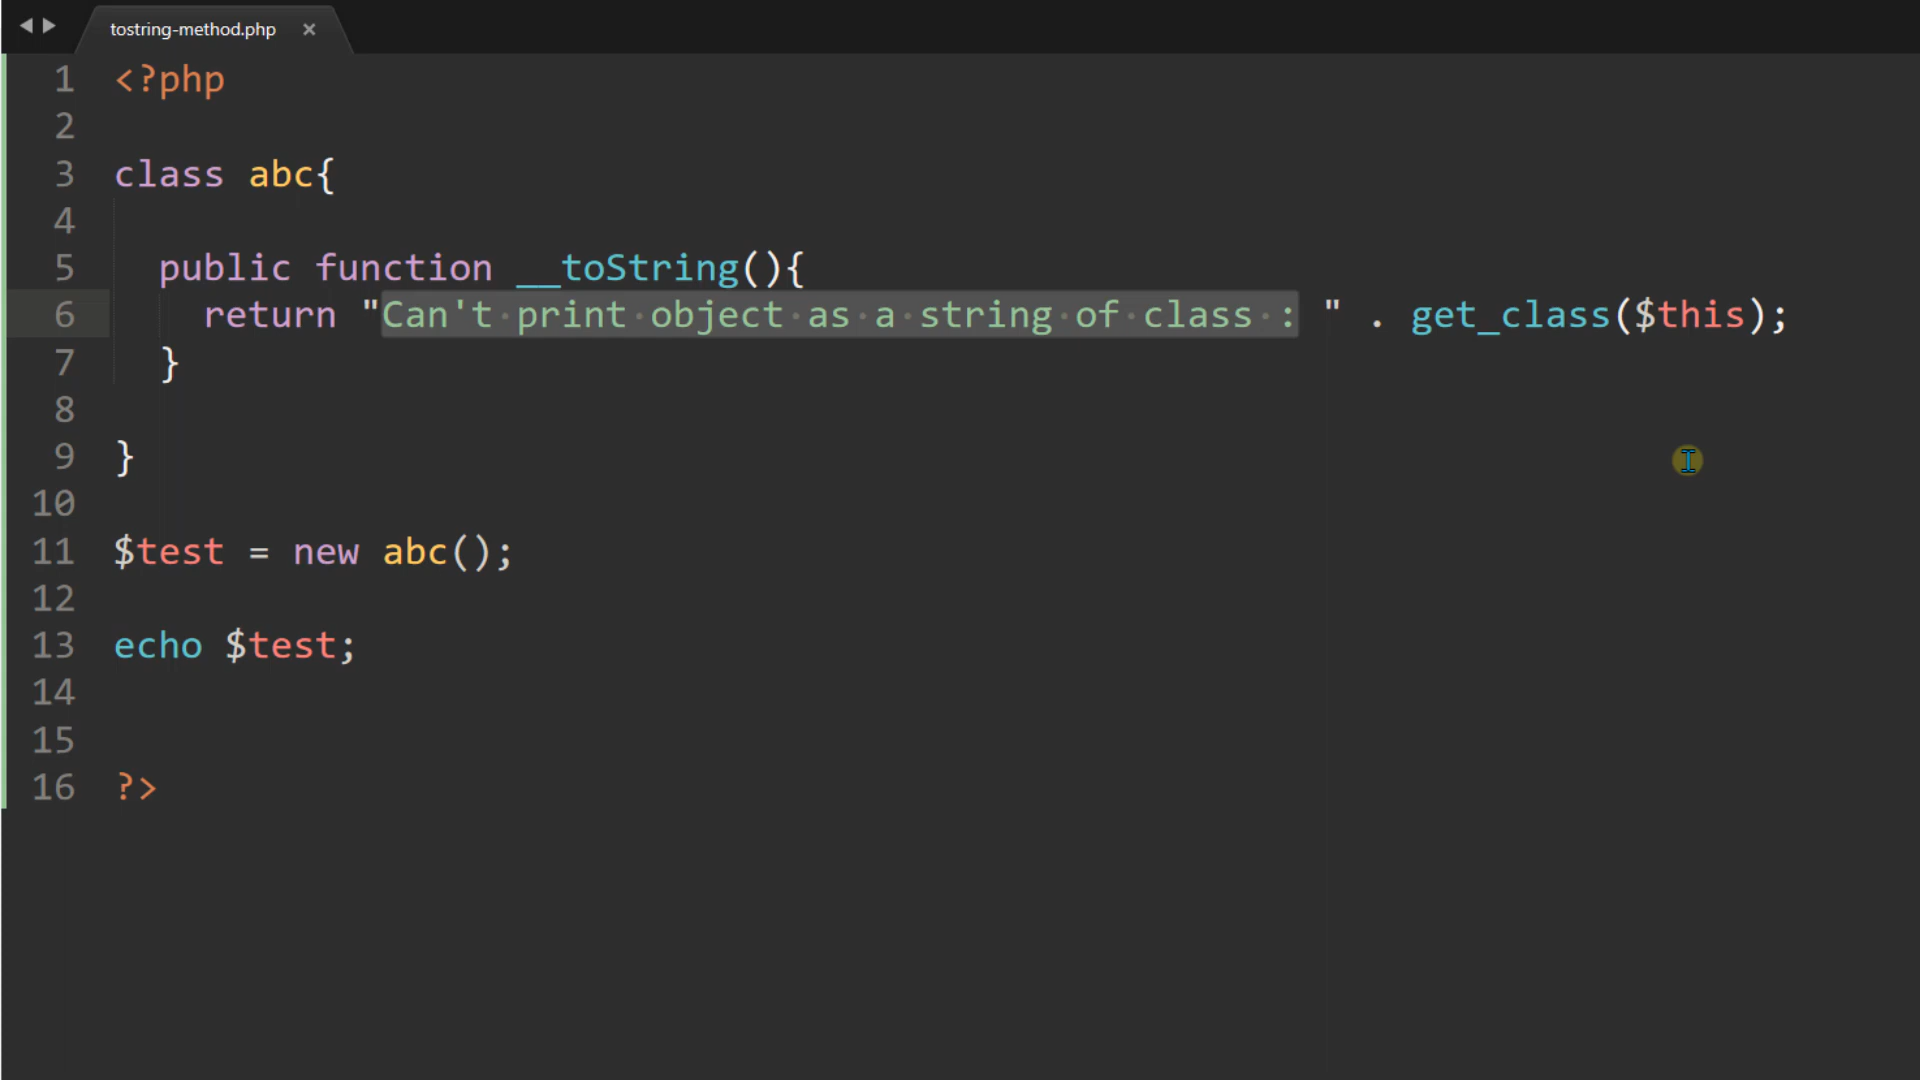 tostring-method.php ×
1 <?php
2
3 class abc{
4
5 public function __toString(){
6 return "Can't print object as a string of class : " . get_class($this);
7 }
8
9 }
10
11 $test = new abc();
12
13 echo $test;
14
15
16 ?>